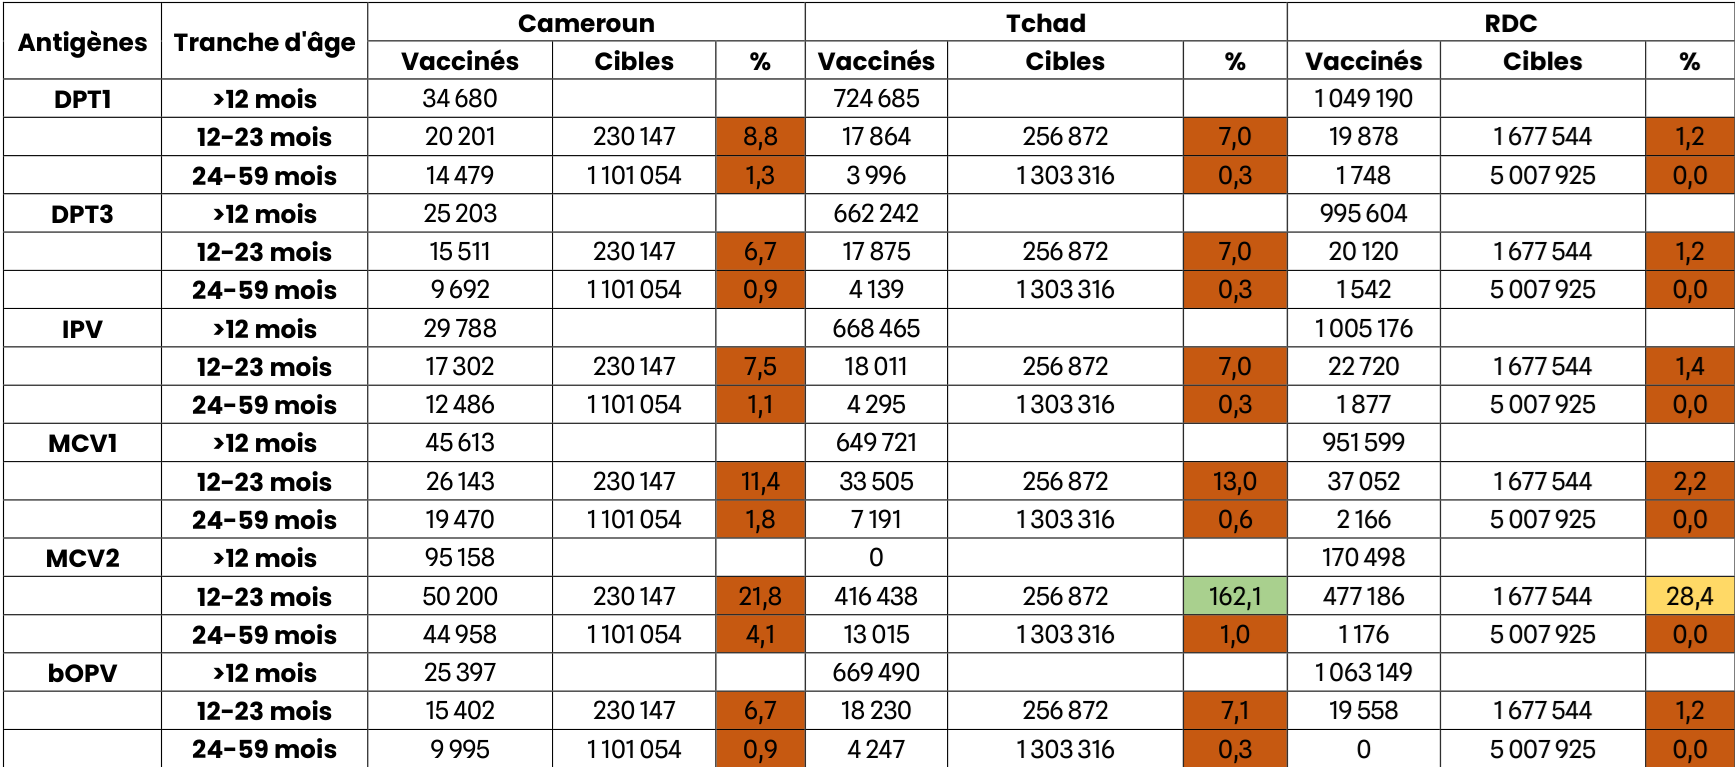 Antigènes Tranche d'âge Cameroun Tchad RDC
Vaccinés Cibles % Vaccinés Cibles % Vaccinés Cibles %
DPT1 >12 mois 34 680 724 685 1 049 190
12-23 mois 20 201 230 147 8,8 17 864 256 872 7,0 19 878 1 677 544 1,2
24-59 mois 14 479 1 101 054 1,3 3 996 1 303 316 0,3 1 748 5 007 925 0,0
DPT3 >12 mois 25 203 662 242 995 604
12-23 mois 15 511 230 147 6,7 17 875 256 872 7,0 20 120 1 677 544 1,2
24-59 mois 9 692 1 101 054 0,9 4 139 1 303 316 0,3 1 542 5 007 925 0,0
IPV >12 mois 29 788 668 465 1 005 176
12-23 mois 17 302 230 147 7,5 18 011 256 872 7,0 22 720 1 677 544 1,4
24-59 mois 12 486 1 101 054 1,1 4 295 1 303 316 0,3 1 877 5 007 925 0,0
MCV1 >12 mois 45 613 649 721 951 599
12-23 mois 26 143 230 147 11,4 33 505 256 872 13,0 37 052 1 677 544 2,2
24-59 mois 19 470 1 101 054 1,8 7 191 1 303 316 0,6 2 166 5 007 925 0,0
MCV2 >12 mois 95 158 0 170 498
12-23 mois 50 200 230 147 21,8 416 438 256 872 162,1 477 186 1 677 544 28,4
24-59 mois 44 958 1 101 054 4,1 13 015 1 303 316 1,0 1 176 5 007 925 0,0
bOPV >12 mois 25 397 669 490 1 063 149
12-23 mois 15 402 230 147 6,7 18 230 256 872 7,1 19 558 1 677 544 1,2
24-59 mois 9 995 1 101 054 0,9 4 247 1 303 316 0,3 0 5 007 925 0,0